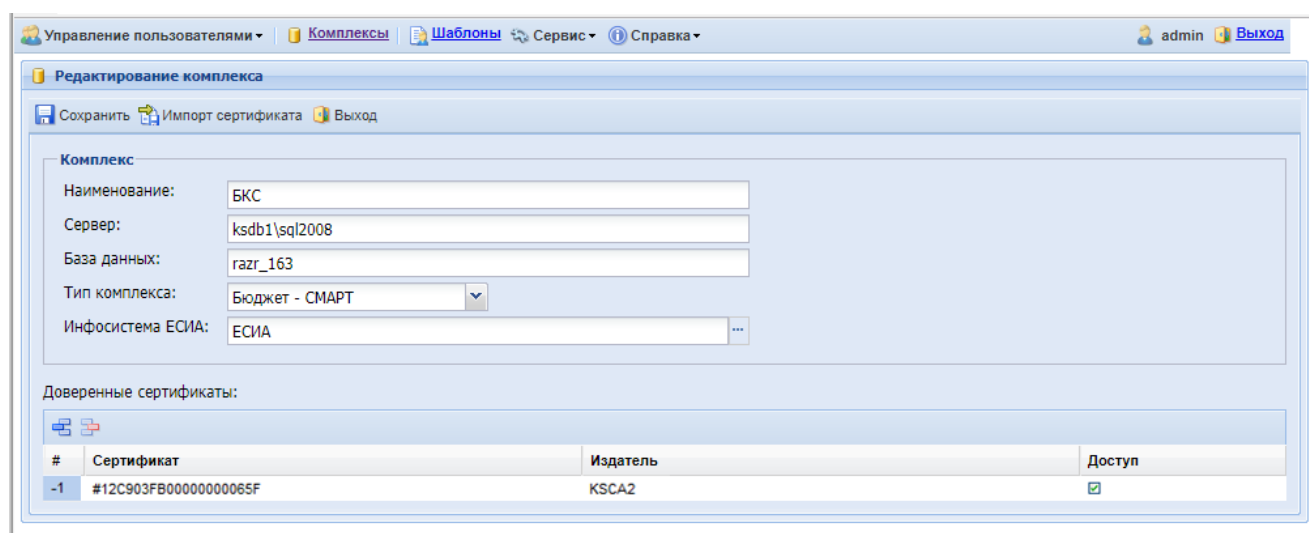 Управление пользователями Комплексы Шаблоны Сервис Справка admin Выход
Редактирование комплекса
Сохранить Импорт сертификата Выход
Комплекс
Наименование: БКС
Сервер: ksdb1\sql2008
База данных: razr_163
Тип комплекса: Бюджет - СМАРТ
Инфосистема ЕСИА: ЕСИА ...
Доверенные сертификаты:
# Сертификат Издатель Доступ
-1 #12C903FB00000000065F KSCA2